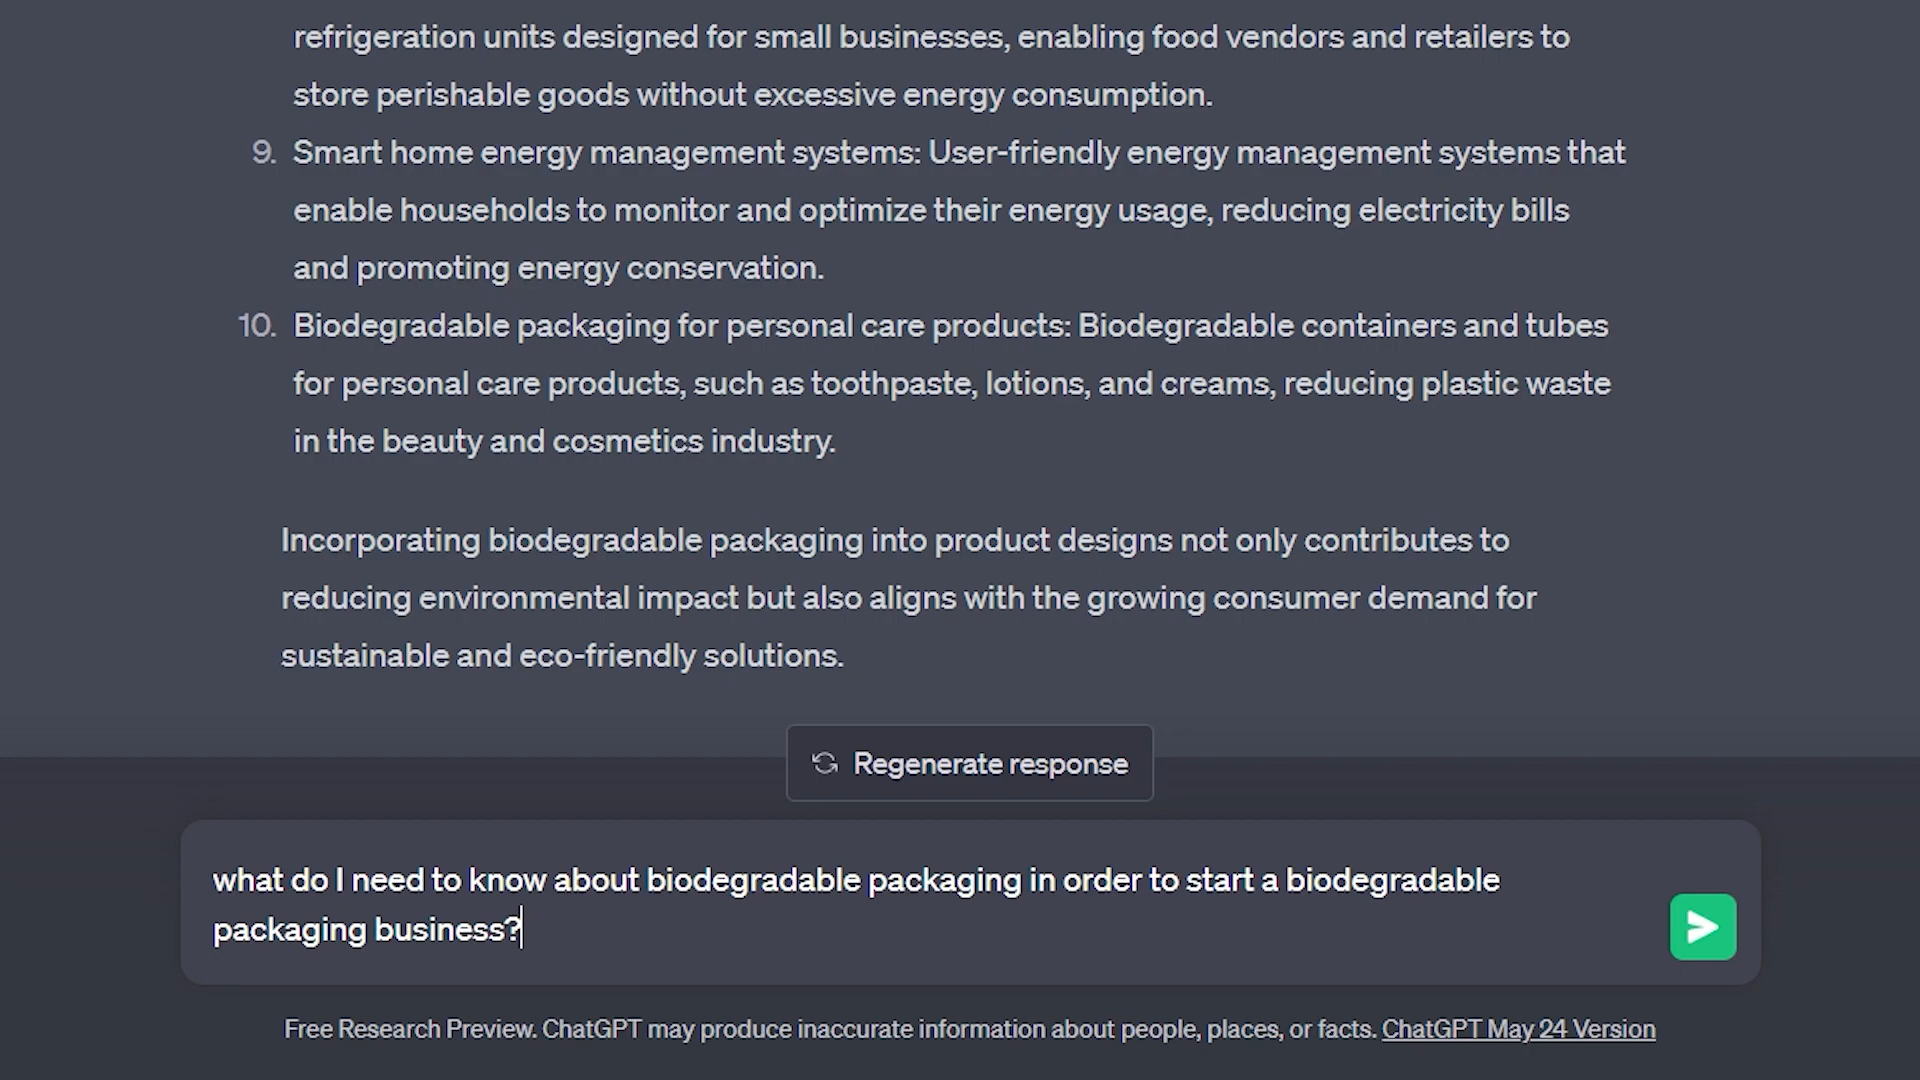 refrigeration units designed for small businesses, enabling food vendors and retailers to
store perishable goods without excessive energy consumption.
9. Smart home energy management systems: User-friendly energy management systems that
enable households to monitor and optimize their energy usage, reducing electricity bills
and promoting energy conservation.
10. Biodegradable packaging for personal care products: Biodegradable containers and tubes
for personal care products, such as toothpaste, lotions, and creams, reducing plastic waste
in the beauty and cosmetics industry.
Incorporating biodegradable packaging into product designs not only contributes to
reducing environmental impact but also aligns with the growing consumer demand for
sustainable and eco-friendly solutions.
Regenerate response
what do I need to know about biodegradable packaging in order to start a biodegradable
packaging business?
Free Research Preview. ChatGPT may produce inaccurate information about people, places, or facts. ChatGPT May 24 Version